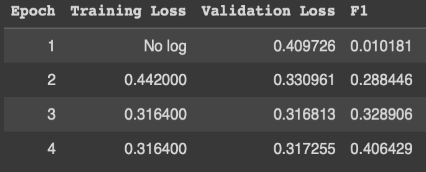 Epoch Training Loss Validation Loss F1
1 No log 0.409726 0.010181
2 0.442000 0.330961 0.288446
3 0.316400 0.316813 0.328906
4 0.316400 0.317255 0.406429